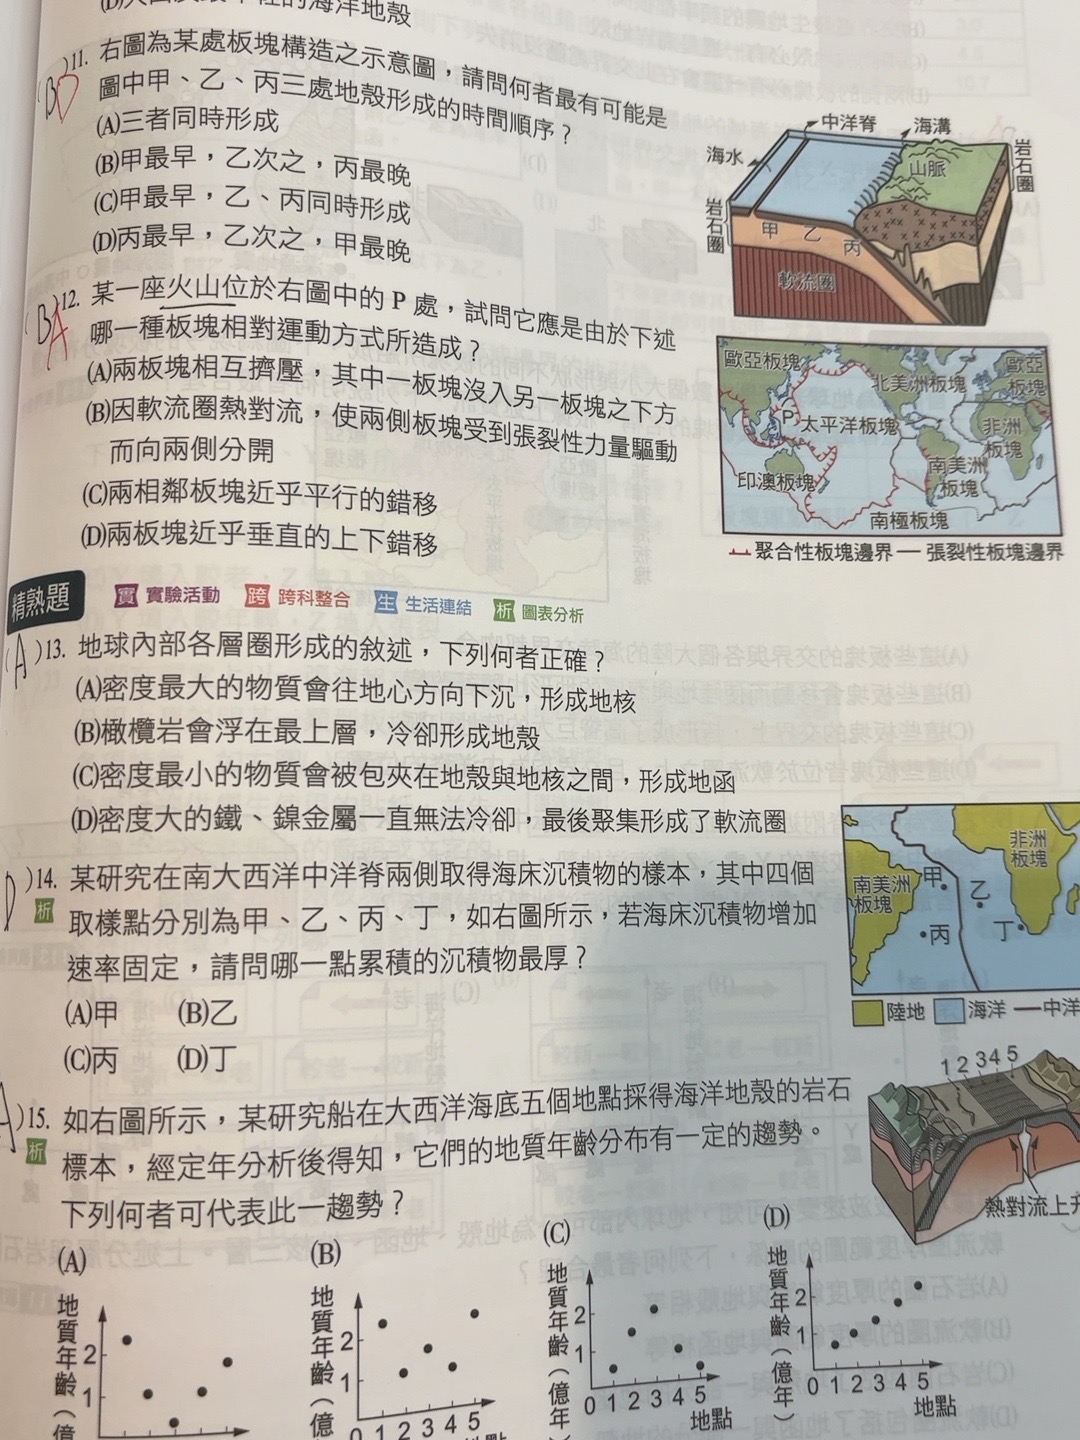 (D)
的海洋地殼
(BD)11. 右圖為某處板塊構造之示意圖，請問何者最有可能是
圖中甲、乙、丙三處地殼形成的時間順序？
(A)三者同時形成
(B)甲最早，乙次之，丙最晚
(C)甲最早，乙、丙同時形成
(D)丙最早，乙次之，甲最晚
中洋脊
海溝
海水
山脈
岩石圈
岩石圈
甲
乙
丙
軟流圈
(BA)12. 某一座火山位於右圖中的 P 處，試問它應是由於下述
哪一種板塊相對運動方式所造成？
(A)兩板塊相互擠壓，其中一板塊沒入另一板塊之下方
(B)因軟流圈熱對流，使兩側板塊受到張裂性力量驅動
而向兩側分開
(C)兩相鄰板塊近乎平行的錯移
(D)兩板塊近乎垂直的上下錯移
歐亞板塊
北美洲板塊
歐亞板塊
P
太平洋板塊
非洲板塊
印澳板塊
南美洲板塊
南極板塊
聚合性板塊邊界 張裂性板塊邊界
精熟題 實 實驗活動 跨 跨科整合 生 生活連結 析 圖表分析
(A)13. 地球內部各層圈形成的敘述，下列何者正確？
(A)密度最大的物質會往地心方向下沉，形成地核
(B)橄欖岩會浮在最上層，冷卻形成地殼
(C)密度最小的物質會被包夾在地殼與地核之間，形成地函
(D)密度大的鐵、鎳金屬一直無法冷卻，最後聚集形成了軟流圈
D)14. 某研究在南大西洋中洋脊兩側取得海床沉積物的樣本，其中四個
析 取樣點分別為甲、乙、丙、丁，如右圖所示，若海床沉積物增加
速率固定，請問哪一點累積的沉積物最厚？
(A)甲 (B)乙
(C)丙 (D)丁
非洲板塊
南美洲板塊
甲
乙
丙
丁
陸地 海洋 中洋
A)15. 如右圖所示，某研究船在大西洋海底五個地點採得海洋地殼的岩石
析 標本，經定年分析後得知，它們的地質年齡分布有一定的趨勢。
下列何者可代表此一趨勢？
1 2 3 4 5
熱對流上升
(A)
地質年齡（億
2
1
(B)
地質年齡（億
2
1
0 1 2 3 4 5
(C)
地質年齡（億年）
2
1
0 1 2 3 4 5
地點
(D)
地質年齡（億年）
2
1
0 1 2 3 4 5
地點